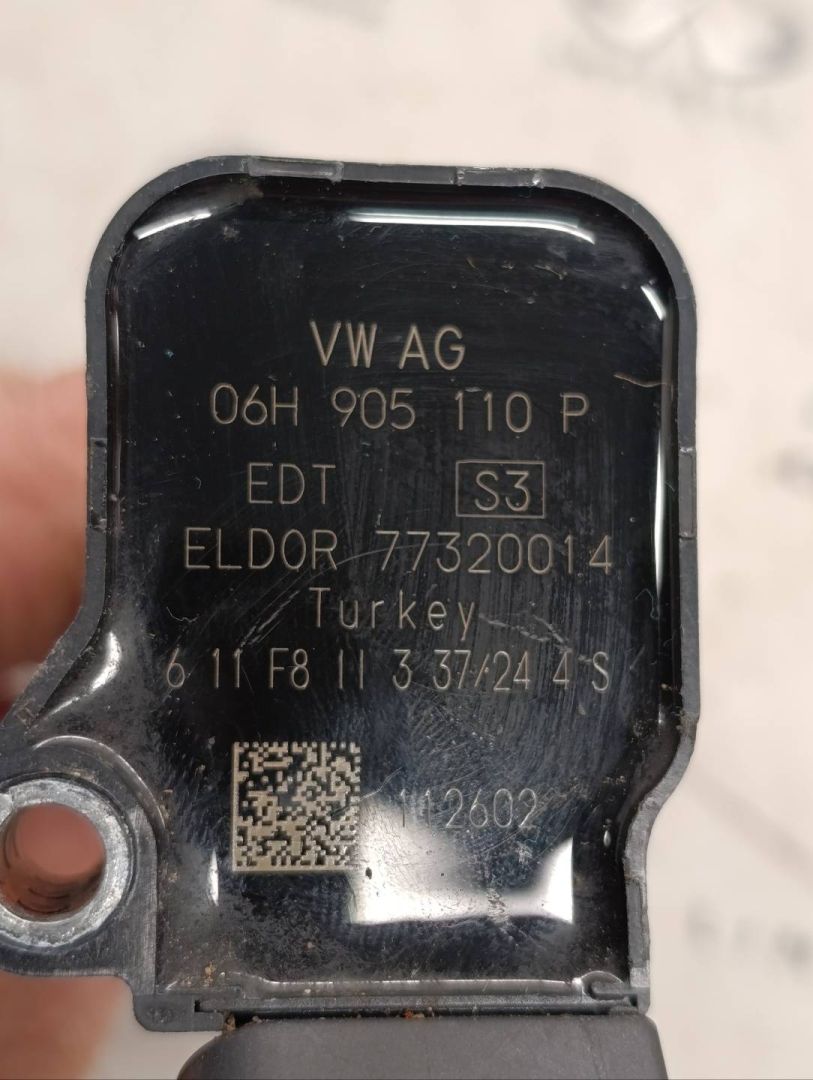 VW AG
06H 905 110 P
EDT S3
ELDOR 77320014
Turkey
6 11 F8 11 3 37/24 4 S
112602